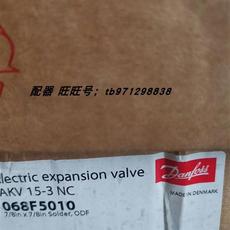 配器 旺旺号：tb971298838
lectric expansion valve
AKV 15-3 NC
068F5010
7/8in x 7/8in Solder, ODF
Danfoss
MADE IN DENMARK